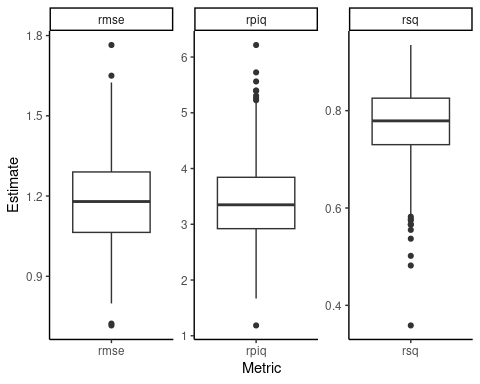 rmse
rpiq
rsq
Estimate
1.8
1.5
1.2
0.9
6
5
4
3
2
1
0.8
0.6
0.4
rmse
rpiq
rsq
Metric